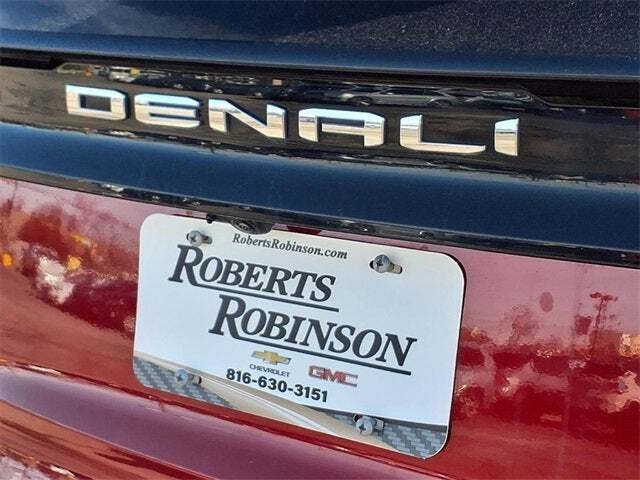 DENALI
RobertsRobinson.com
ROBERTS
ROBINSON
CHEVROLET GMC
816-630-3151